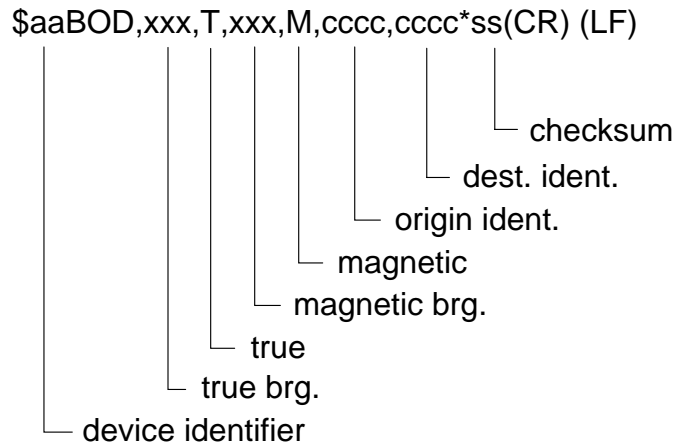 $aaBOD,xxx,T,xxx,M,cccc,cccc*ss(CR) (LF)
checksum
dest. ident.
origin ident.
magnetic
magnetic brg.
true
true brg.
device identifier